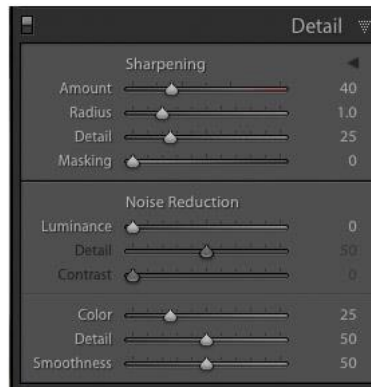 Detail
Sharpening
Amount 40
Radius 1.0
Detail 25
Masking 0
Noise Reduction
Luminance 0
Detail 50
Contrast 0
Color 25
Detail 50
Smoothness 50